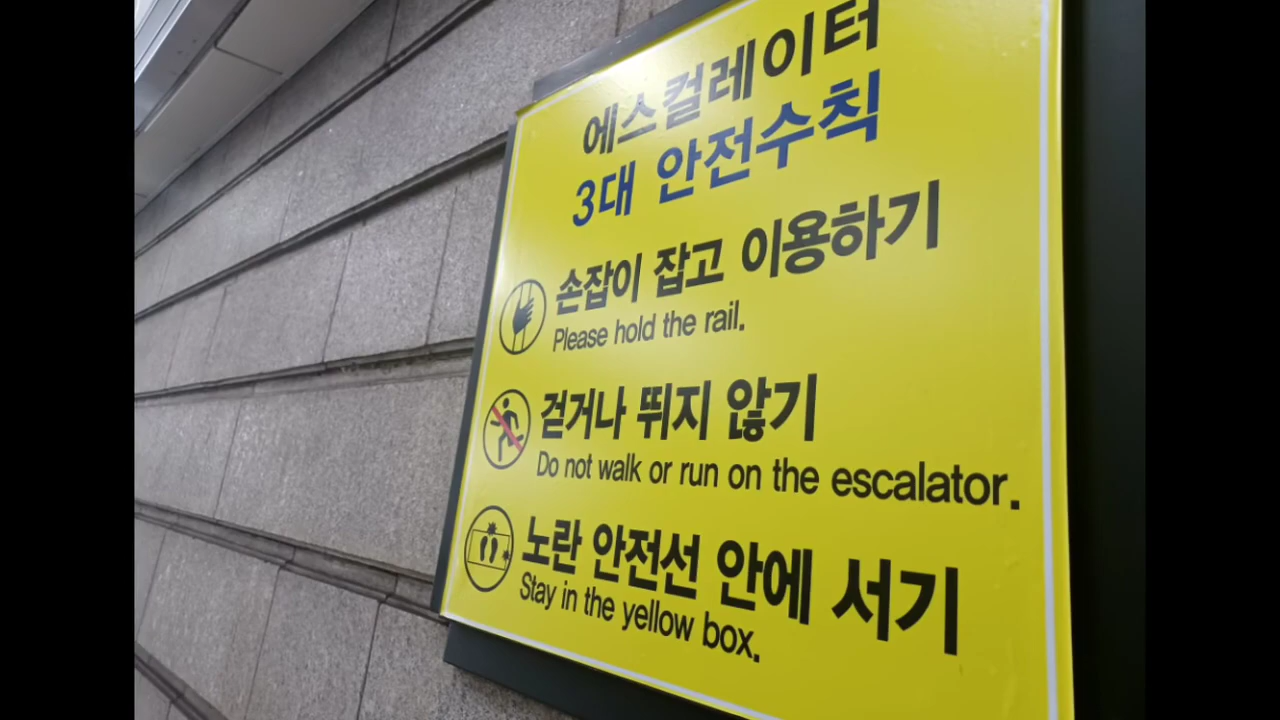 에스컬레이터
3대 안전수칙
손잡이 잡고 이용하기
Please hold the rail.
걷거나 뛰지 않기
Do not walk or run on the escalator.
노란 안전선 안에 서기
Stay in the yellow box.